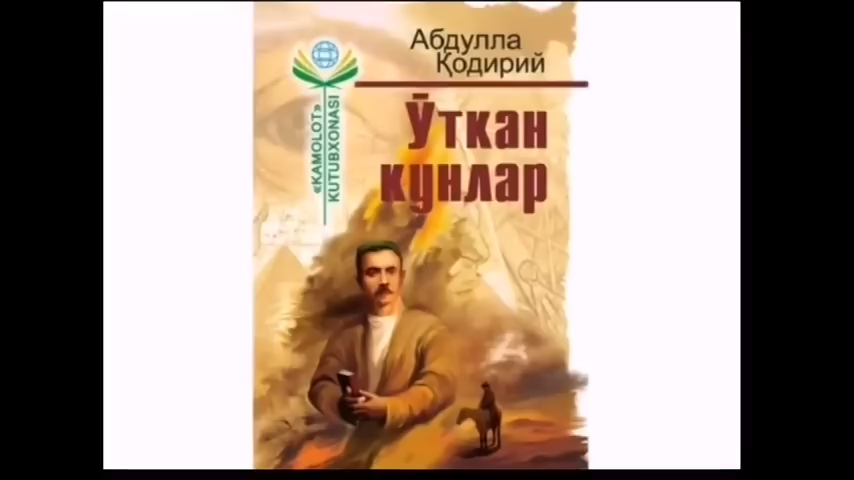 Абдулла
Қодирий
Ўткан
кунлар
«KAMOLOT»
KUTUBXONASI